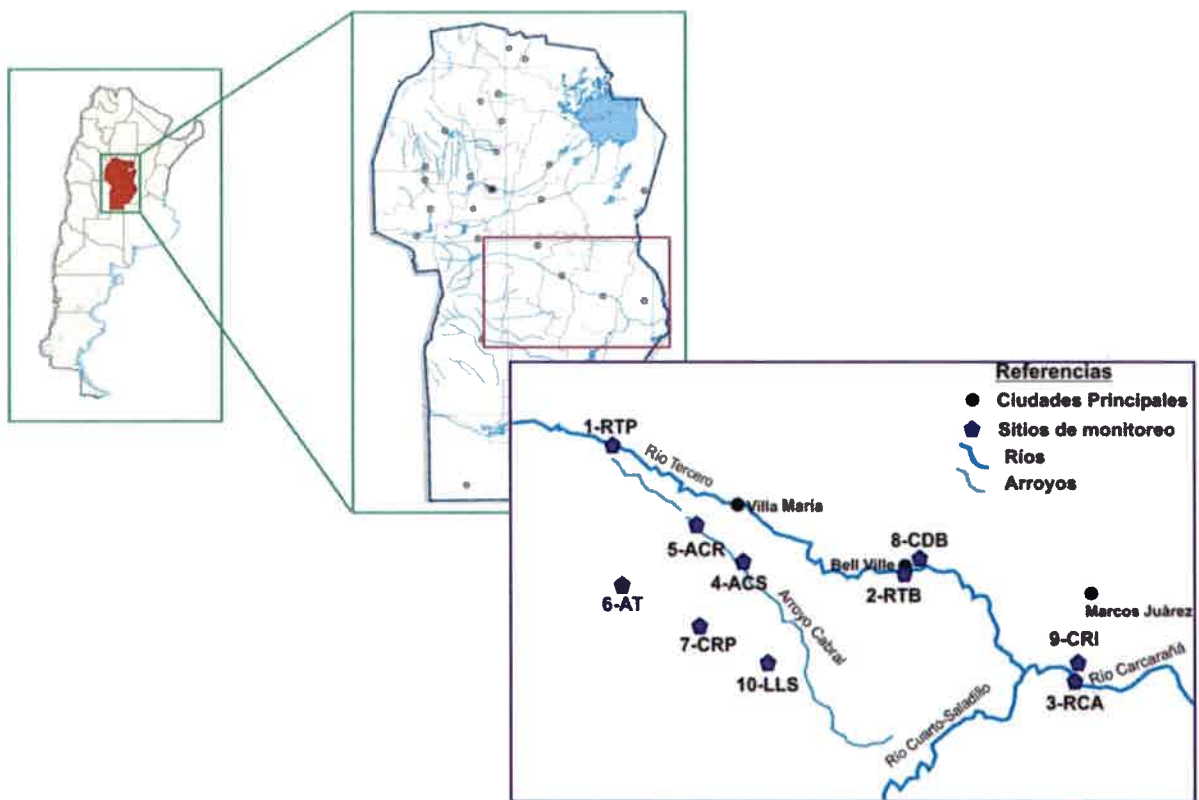 Referencias
Ciudades Principales
Sitios de monitoreo
Ríos
Arroyos
1-RTP
Río Tercero
Villa María
5-ACR
4-ACS
8-CDB
Bell Ville
2-RTB
6-AT
Marcos Juàrez
7-CRP
Arroyo Cabral
10-LLS
9-CRI
Río Carcarañá
3-RCA
Río Cuarto-Saladillo